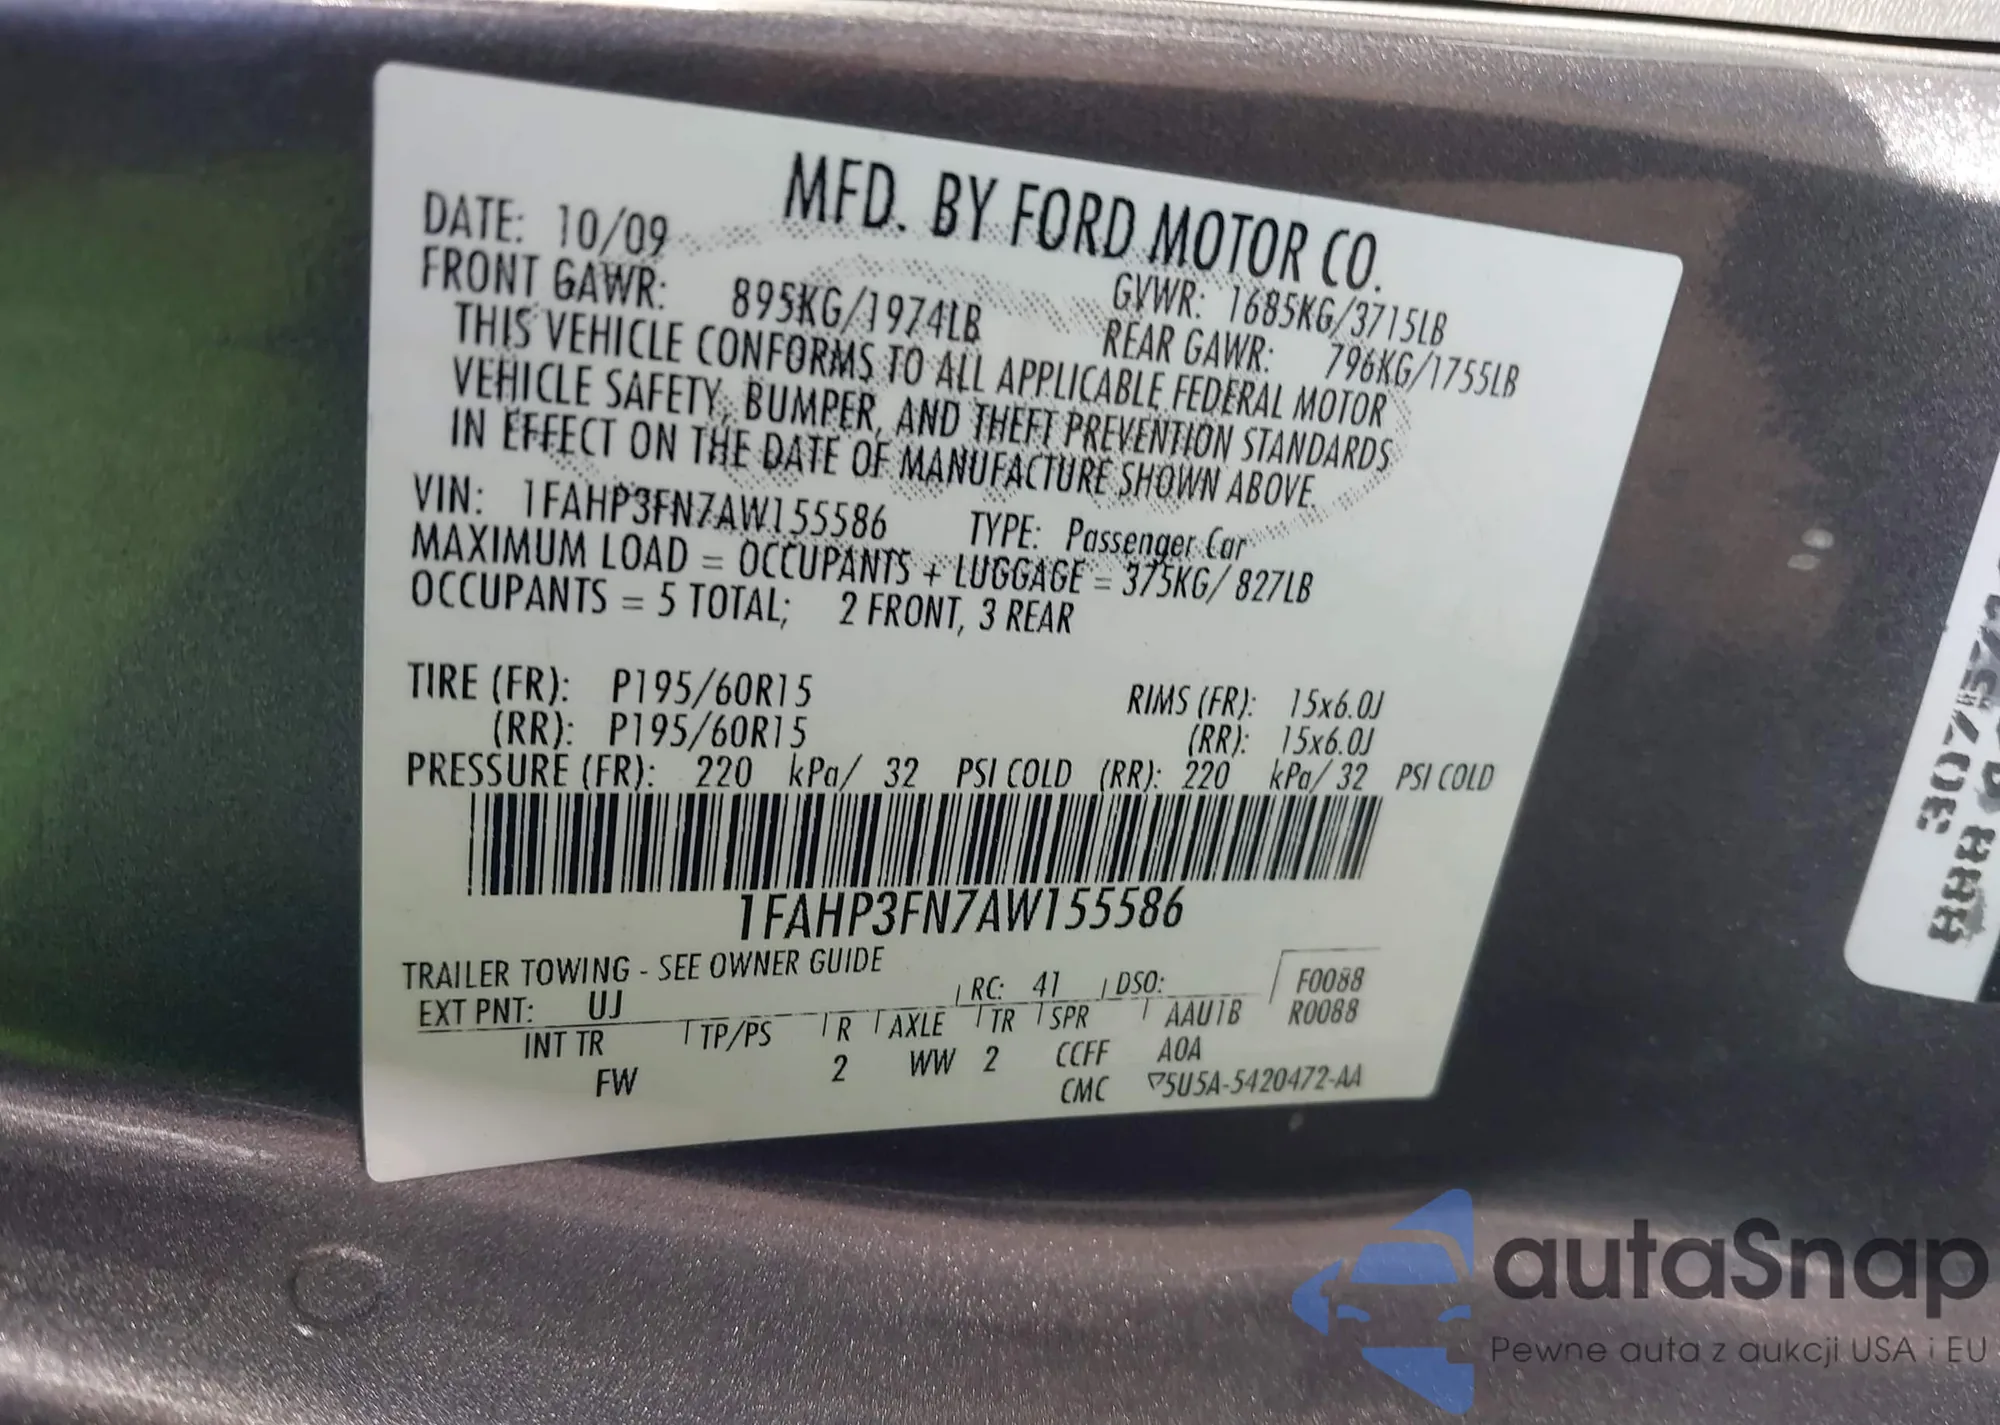 MFD. BY FORD MOTOR CO.
DATE: 10/09
GVWR: 1685KG/3715LB
FRONT GAWR: 895KG/1974LB
REAR GAWR: 796KG/1755LB
THIS VEHICLE CONFORMS TO ALL APPLICABLE FEDERAL MOTOR
VEHICLE SAFETY, BUMPER, AND THEFT PREVENTION STANDARDS
IN EFFECT ON THE DATE OF MANUFACTURE SHOWN ABOVE.
VIN: 1FAHP3FN7AW155586 TYPE: Passenger Car
MAXIMUM LOAD = OCCUPANTS + LUGGAGE = 375KG/ 827LB
OCCUPANTS = 5 TOTAL; 2 FRONT, 3 REAR
TIRE (FR): P195/60R15 RIMS (FR): 15x6.0J
(RR): P195/60R15 (RR): 15x6.0J
PRESSURE (FR): 220 kPa/ 32 PSI COLD (RR): 220 kPa/ 32 PSI COLD
1FAHP3FN7AW155586
TRAILER TOWING - SEE OWNER GUIDE
EXT PNT: UJ RC: 41 DSO: F0088
INT TR TP/PS R AXLE TR SPR AAU1B R0088
FW 2 WW 2 CCFF A0A
CMC 5U5A-5420472-AA
autaSnap
Pewne auta z aukcji USA i EU